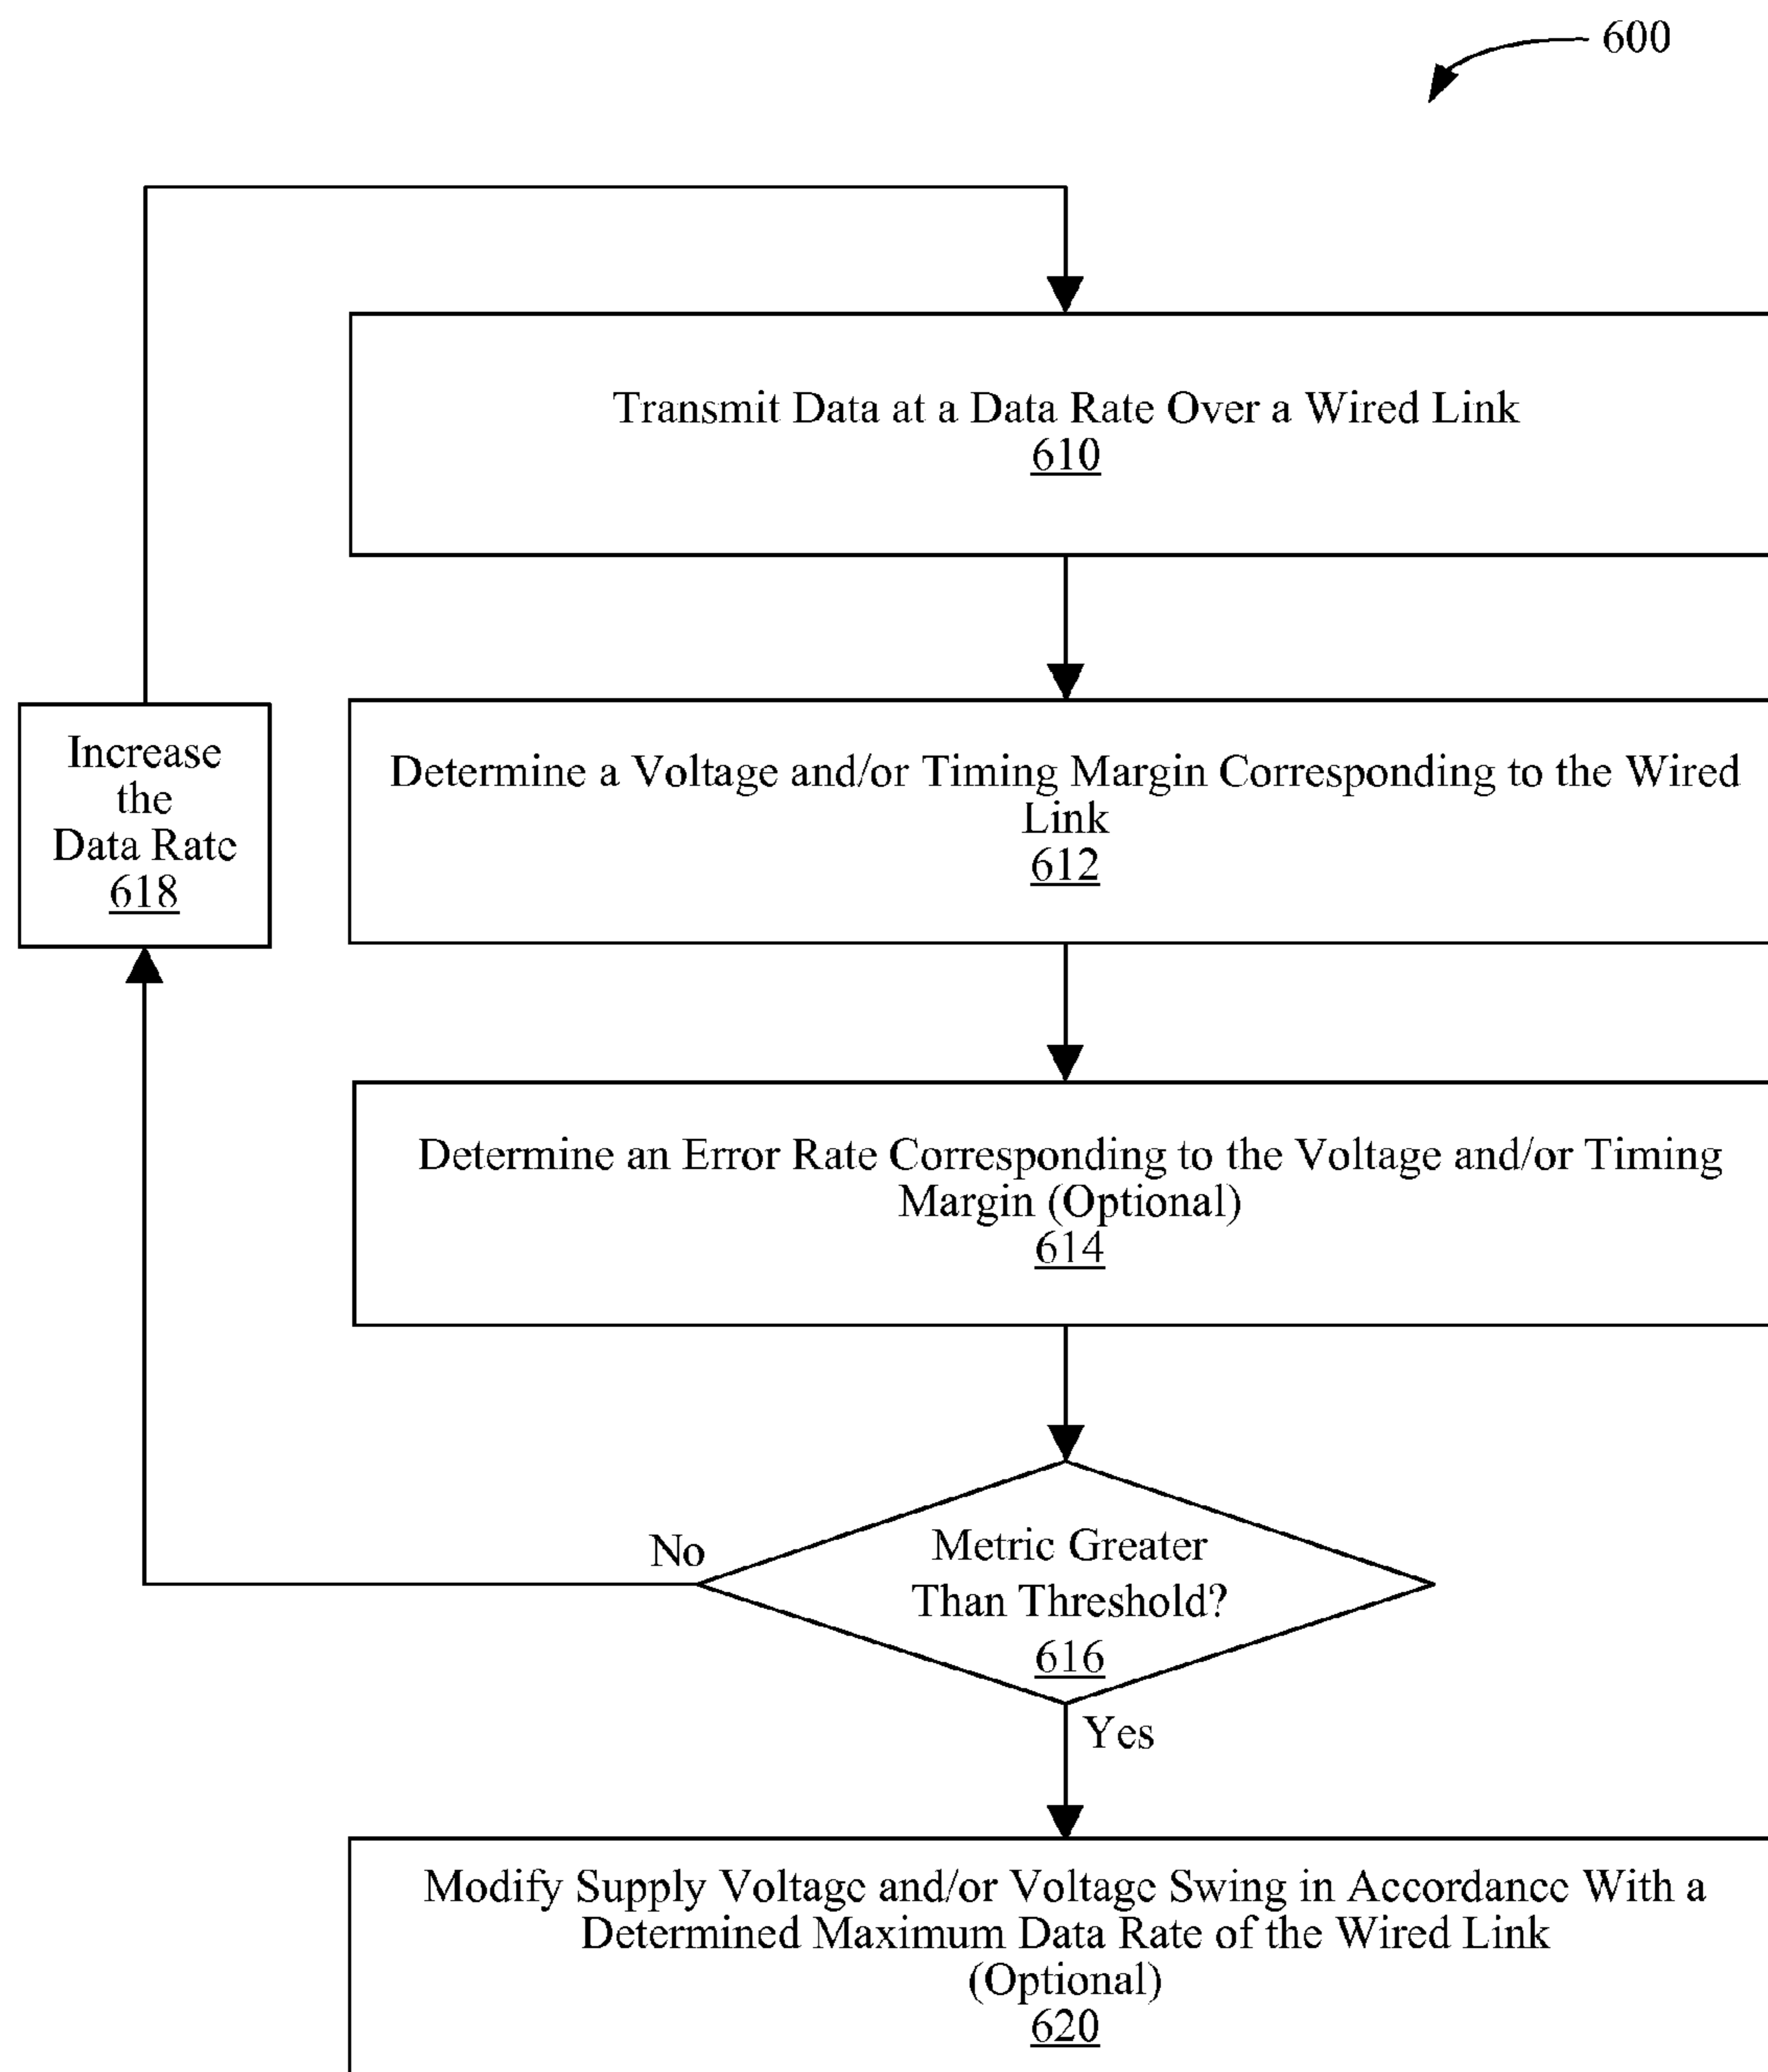 600
Transmit Data at a Data Rate Over a Wired Link
610
Increase
the
Data Rate
618
Determine a Voltage and/or Timing Margin Corresponding to the Wired
Link
612
Determine an Error Rate Corresponding to the Voltage and/or Timing
Margin (Optional)
614
No
Metric Greater
Than Threshold?
616
Yes
Modify Supply Voltage and/or Voltage Swing in Accordance With a
Determined Maximum Data Rate of the Wired Link
(Optional)
620